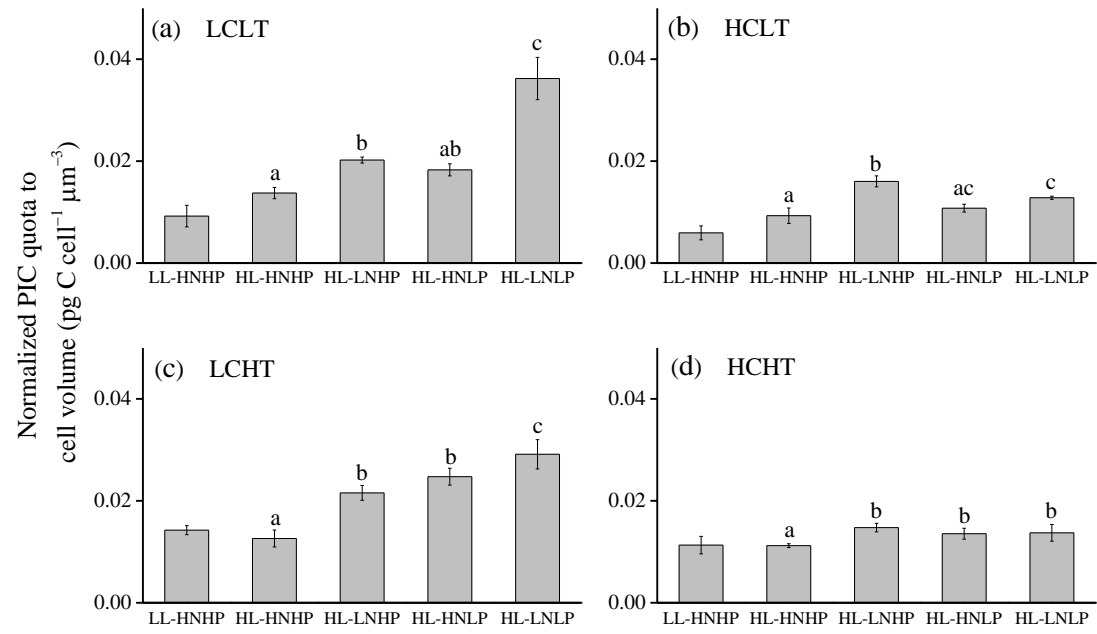 Normalized PIC quota to
cell volume (pg C cell⁻¹ μm⁻³)
(a) LCLT
0.04
0.02
0.00
a
b
ab
c
LL-HNHP HL-HNHP HL-LNHP HL-HNLP HL-LNLP
(b) HCLT
0.04
0.02
0.00
a
b
ac
c
LL-HNHP HL-HNHP HL-LNHP HL-HNLP HL-LNLP
(c) LCHT
0.04
0.02
0.00
a
b
b
c
LL-HNHP HL-HNHP HL-LNHP HL-HNLP HL-LNLP
(d) HCHT
0.04
0.02
0.00
a
b
b
b
LL-HNHP HL-HNHP HL-LNHP HL-HNLP HL-LNLP